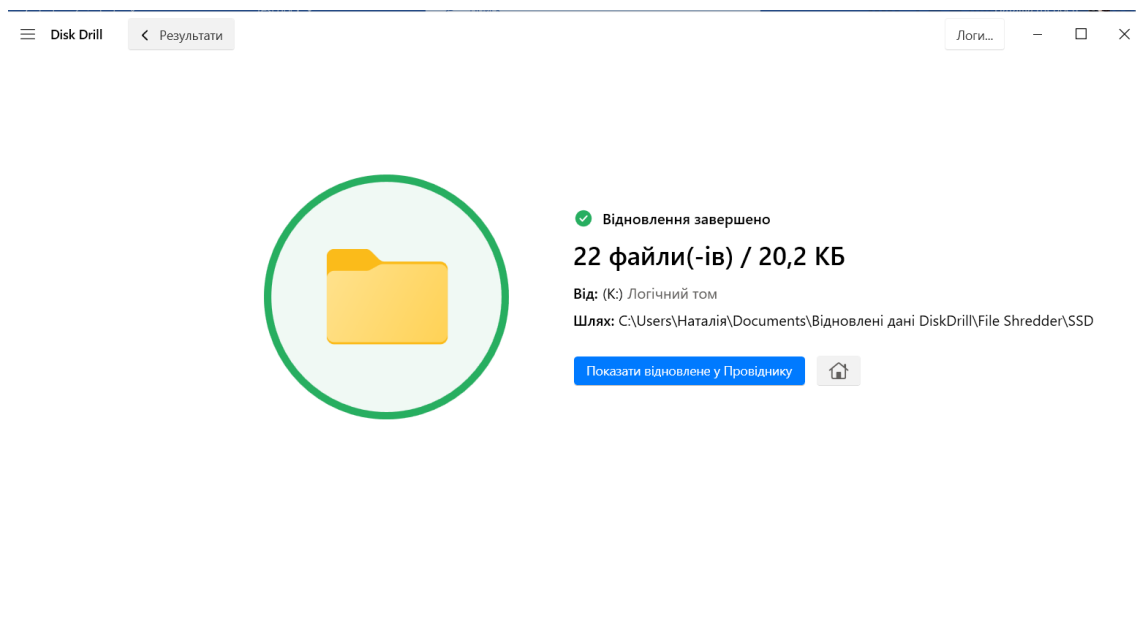 Disk Drill
Результати
Логи...
Відновлення завершено
22 файли(-ів) / 20,2 КБ
Від: (K:) Логічний том
Шлях: C:\Users\Наталія\Documents\Відновлені дані DiskDrill\File Shredder\SSD
Показати відновлене у Провіднику